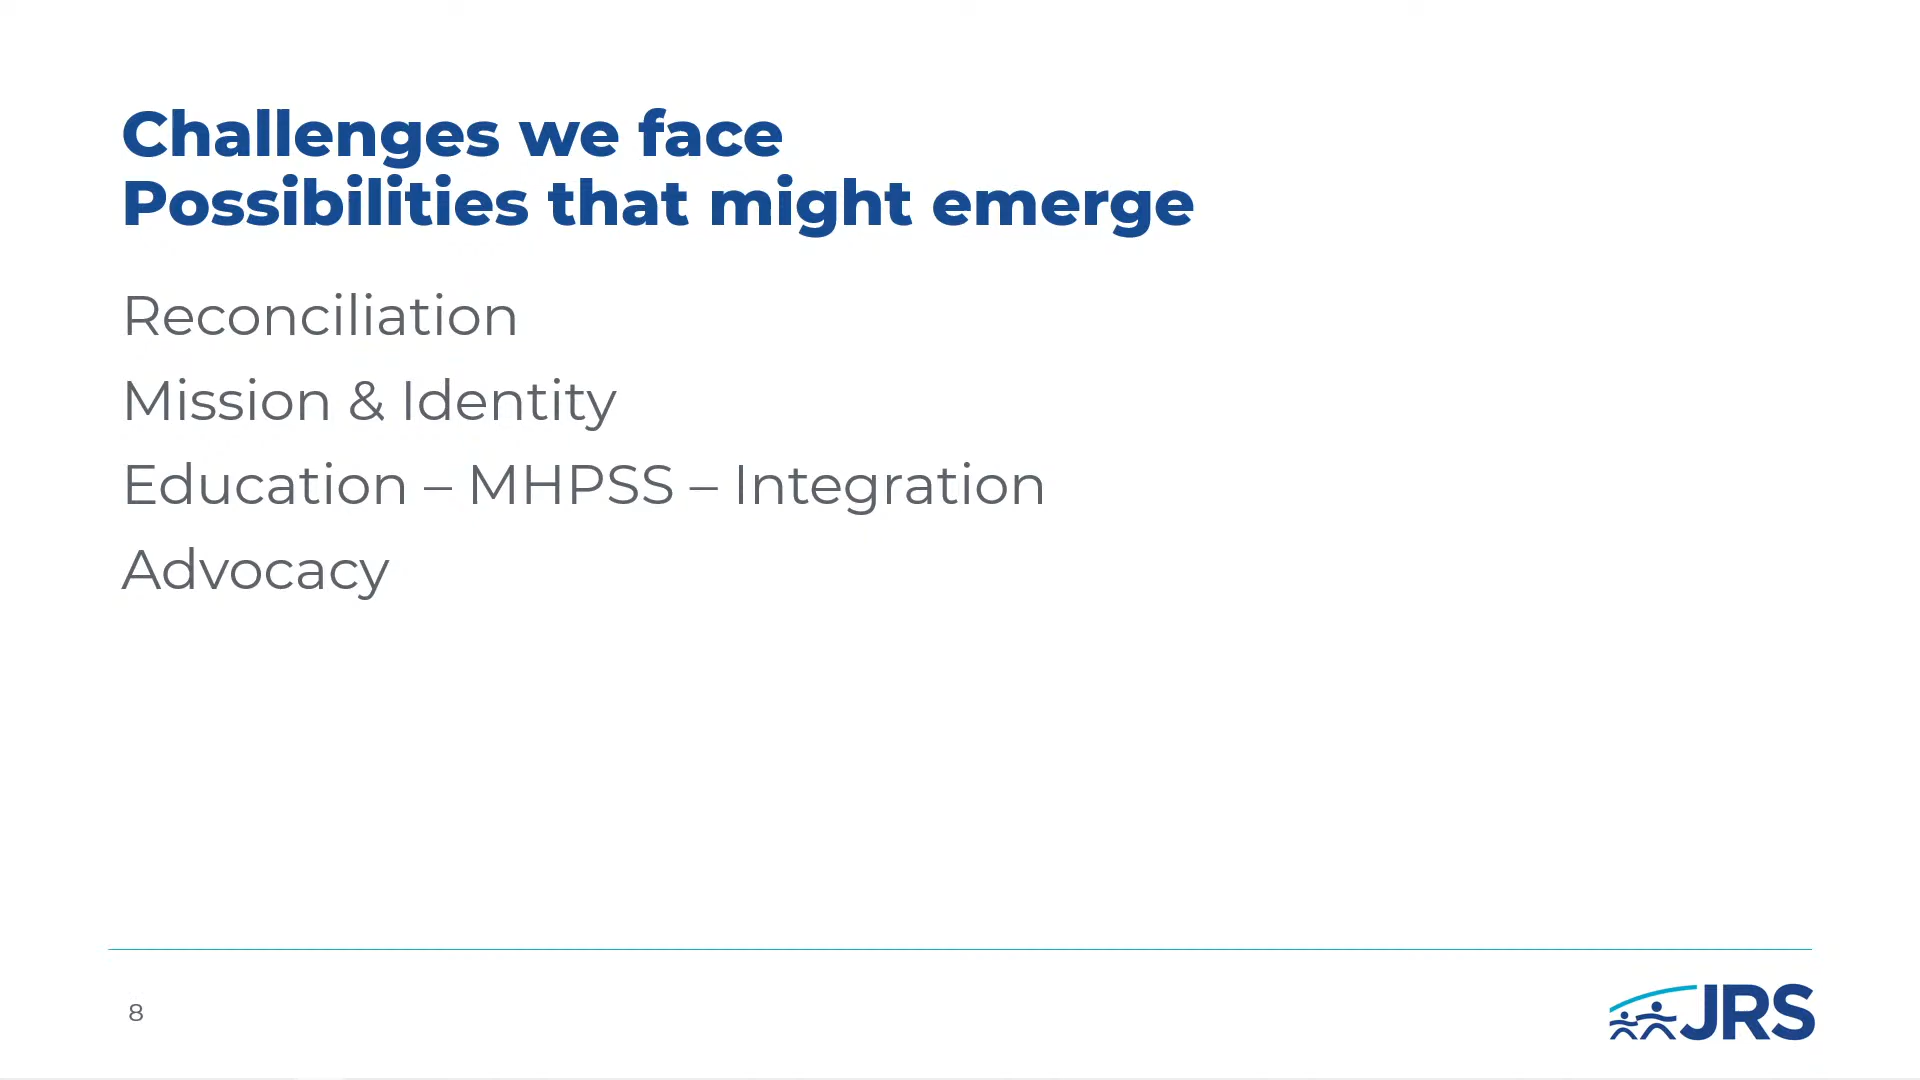 Challenges we face
Possibilities that might emerge
Reconciliation
Mission & Identity
Education – MHPSS – Integration
Advocacy
8
JRS